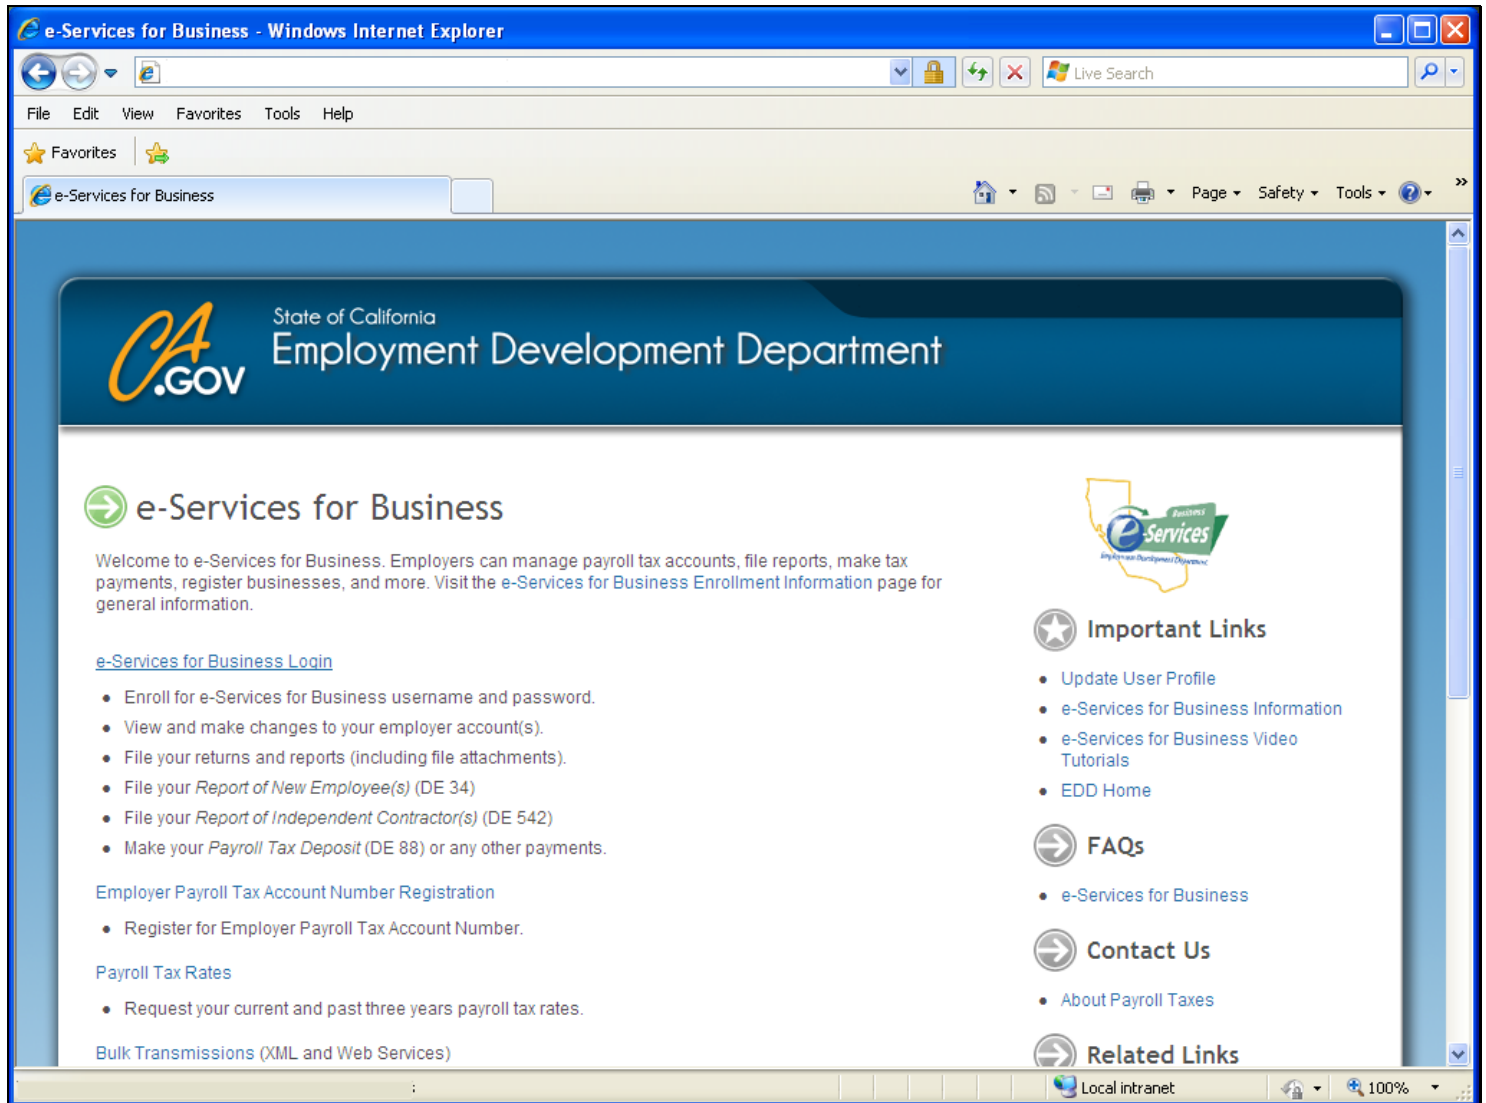 e-Services for Business - Windows Internet Explorer
Live Search
File Edit View Favorites Tools Help
Favorites
e-Services for Business
Page Safety Tools
CA
.GOV
State of California
Employment Development Department
e-Services for Business
Welcome to e-Services for Business. Employers can manage payroll tax accounts, file reports, make tax
payments, register businesses, and more. Visit the e-Services for Business Enrollment Information page for
general information.
e-Services for Business Login
• Enroll for e-Services for Business username and password.
• View and make changes to your employer account(s).
• File your returns and reports (including file attachments).
• File your Report of New Employee(s) (DE 34)
• File your Report of Independent Contractor(s) (DE 542)
• Make your Payroll Tax Deposit (DE 88) or any other payments.
Employer Payroll Tax Account Number Registration
• Register for Employer Payroll Tax Account Number.
Payroll Tax Rates
• Request your current and past three years payroll tax rates.
Bulk Transmissions (XML and Web Services)
Business
e-Services
Employment Development Department
Important Links
• Update User Profile
• e-Services for Business Information
• e-Services for Business Video
Tutorials
• EDD Home
FAQs
• e-Services for Business
Contact Us
• About Payroll Taxes
Related Links
Local intranet
100%